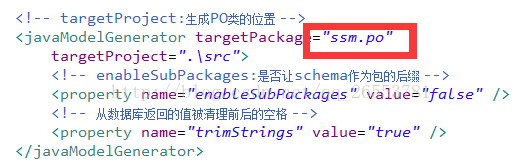 <!-- targetProject:生成PO类的位置 -->
<javaModelGenerator targetPackage="ssm.po"
targetProject=".\src">
<!-- enableSubPackages:是否让schema作为包的后缀 -->
<property name="enableSubPackages" value="false" />
<!-- 从数据库返回的值被清理前后的空格 -->
<property name="trimStrings" value="true" />
</javaModelGenerator>